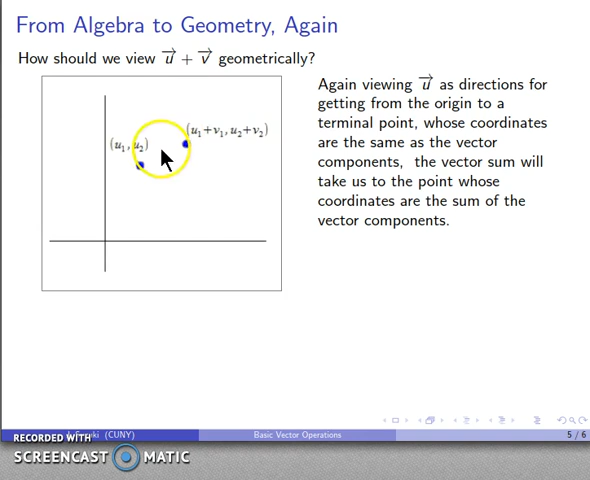 From Algebra to Geometry, Again
How should we view u⃗ + v⃗ geometrically?
Again viewing u⃗ as directions for
getting from the origin to a
terminal point, whose coordinates
are the same as the vector
components, the vector sum will
take us to the point whose
coordinates are the sum of the
vector components.
(u₁+v₁, u₂+v₂)
(u₁, u₂)
(CUNY)
Basic Vector Operations
5 / 6
RECORDED WITH
SCREENCAST MATIC